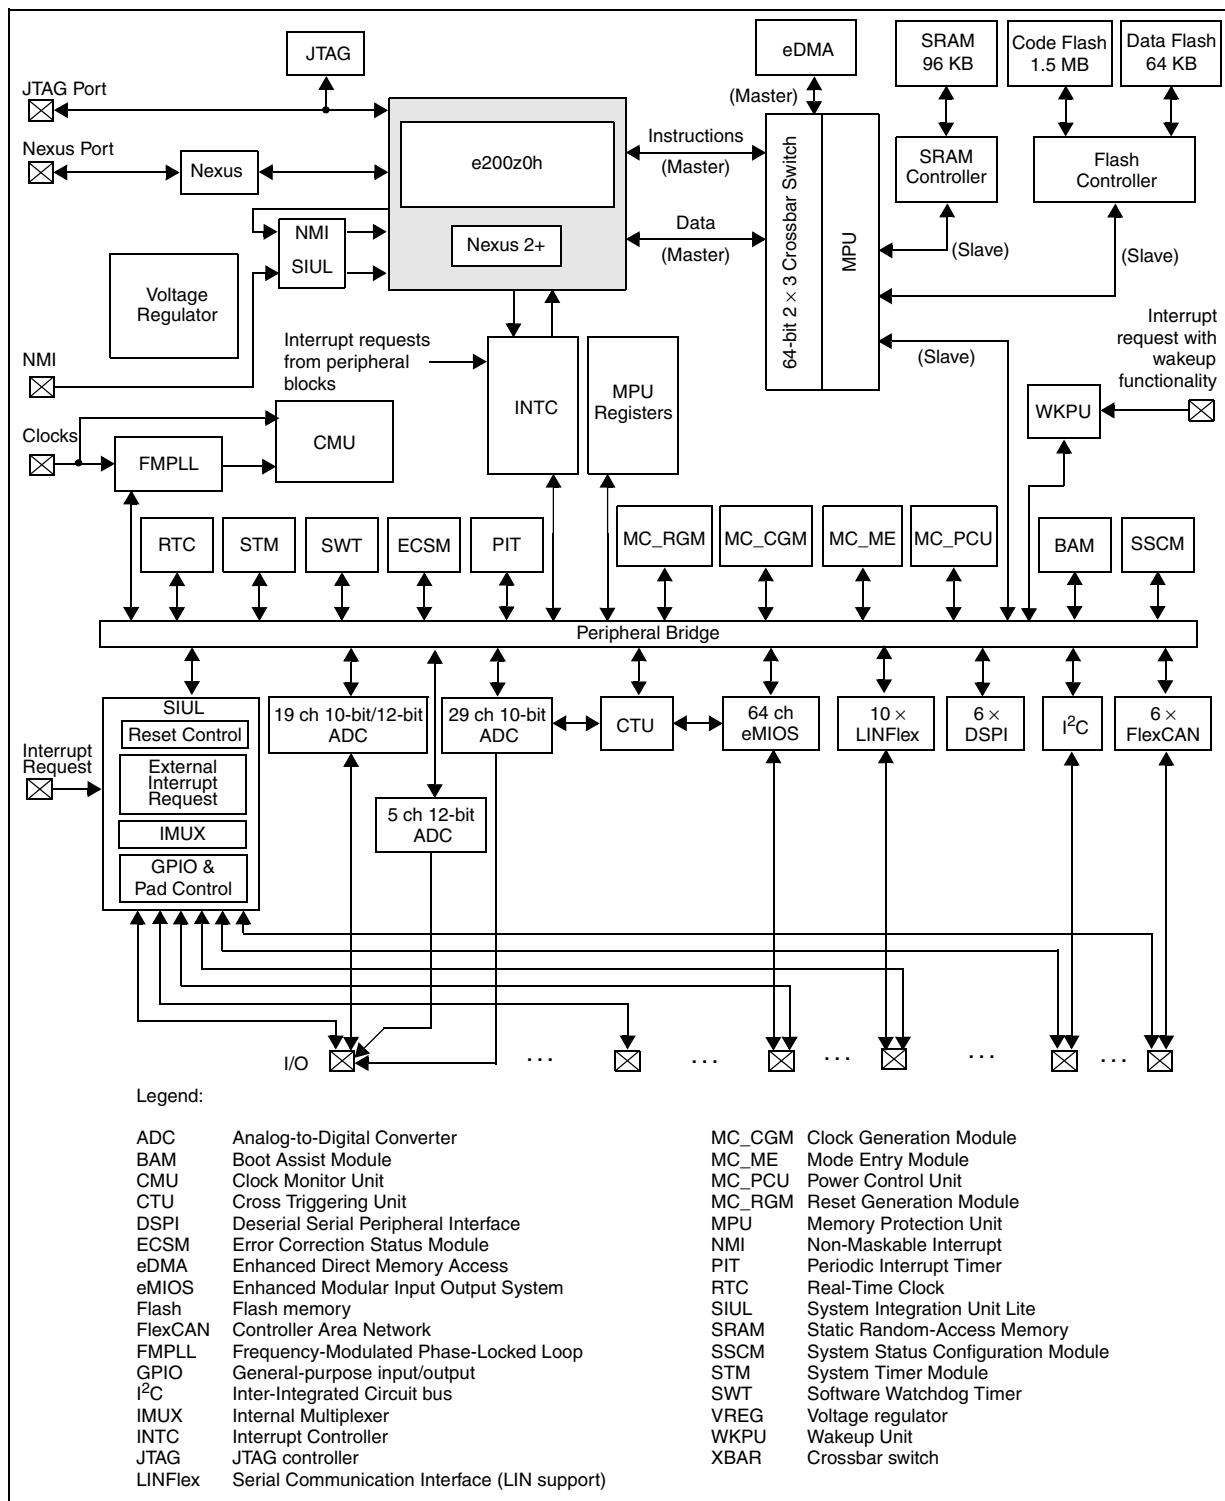 JTAG
eDMA
SRAM
96 KB
Code Flash
1.5 MB
Data Flash
64 KB
JTAG Port
(Master)
Nexus Port
Nexus
e200z0h
Instructions
(Master)
64-bit 2 × 3 Crossbar Switch
MPU
SRAM
Controller
Flash
Controller
NMI
SIUL
Nexus 2+
Data
(Master)
(Slave)
(Slave)
Voltage
Regulator
Interrupt requests
from peripheral
blocks
Interrupt
request with
wakeup
functionality
NMI
(Slave)
INTC
MPU
Registers
WKPU
Clocks
CMU
FMPLL
RTC
STM
SWT
ECSM
PIT
MC_RGM
MC_CGM
MC_ME
MC_PCU
BAM
SSCM
Peripheral Bridge
SIUL
Reset Control
External
Interrupt
Request
IMUX
GPIO &
Pad Control
19 ch 10-bit/12-bit
ADC
29 ch 10-bit
ADC
CTU
64 ch
eMIOS
10 ×
LINFlex
6 ×
DSPI
I²C
6 ×
FlexCAN
Interrupt
Request
5 ch 12-bit
ADC
I/O
. . .
. . .
. . .
. . .
. . .
Legend:
ADC Analog-to-Digital Converter
BAM Boot Assist Module
CMU Clock Monitor Unit
CTU Cross Triggering Unit
DSPI Deserial Serial Peripheral Interface
ECSM Error Correction Status Module
eDMA Enhanced Direct Memory Access
eMIOS Enhanced Modular Input Output System
Flash Flash memory
FlexCAN Controller Area Network
FMPLL Frequency-Modulated Phase-Locked Loop
GPIO General-purpose input/output
I²C Inter-Integrated Circuit bus
IMUX Internal Multiplexer
INTC Interrupt Controller
JTAG JTAG controller
LINFlex Serial Communication Interface (LIN support)
MC_CGM Clock Generation Module
MC_ME Mode Entry Module
MC_PCU Power Control Unit
MC_RGM Reset Generation Module
MPU Memory Protection Unit
NMI Non-Maskable Interrupt
PIT Periodic Interrupt Timer
RTC Real-Time Clock
SIUL System Integration Unit Lite
SRAM Static Random-Access Memory
SSCM System Status Configuration Module
STM System Timer Module
SWT Software Watchdog Timer
VREG Voltage regulator
WKPU Wakeup Unit
XBAR Crossbar switch